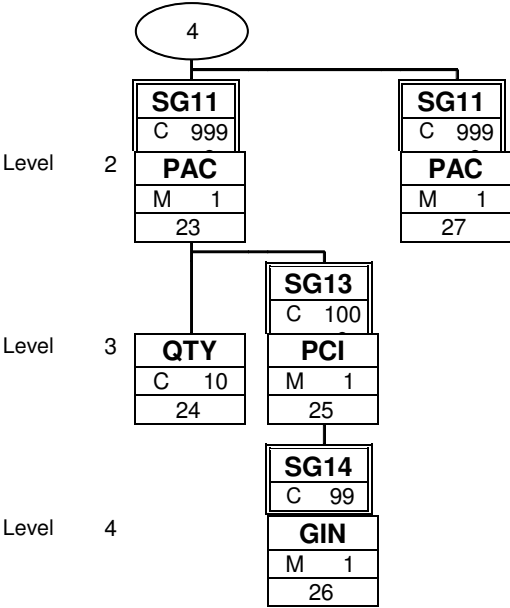 4
SG11 SG11
C 999 C 999
Level 2 PAC PAC
M 1 M 1
23 27
SG13
C 100
Level 3 QTY PCI
C 10 M 1
24 25
SG14
C 99
Level 4 GIN
M 1
26